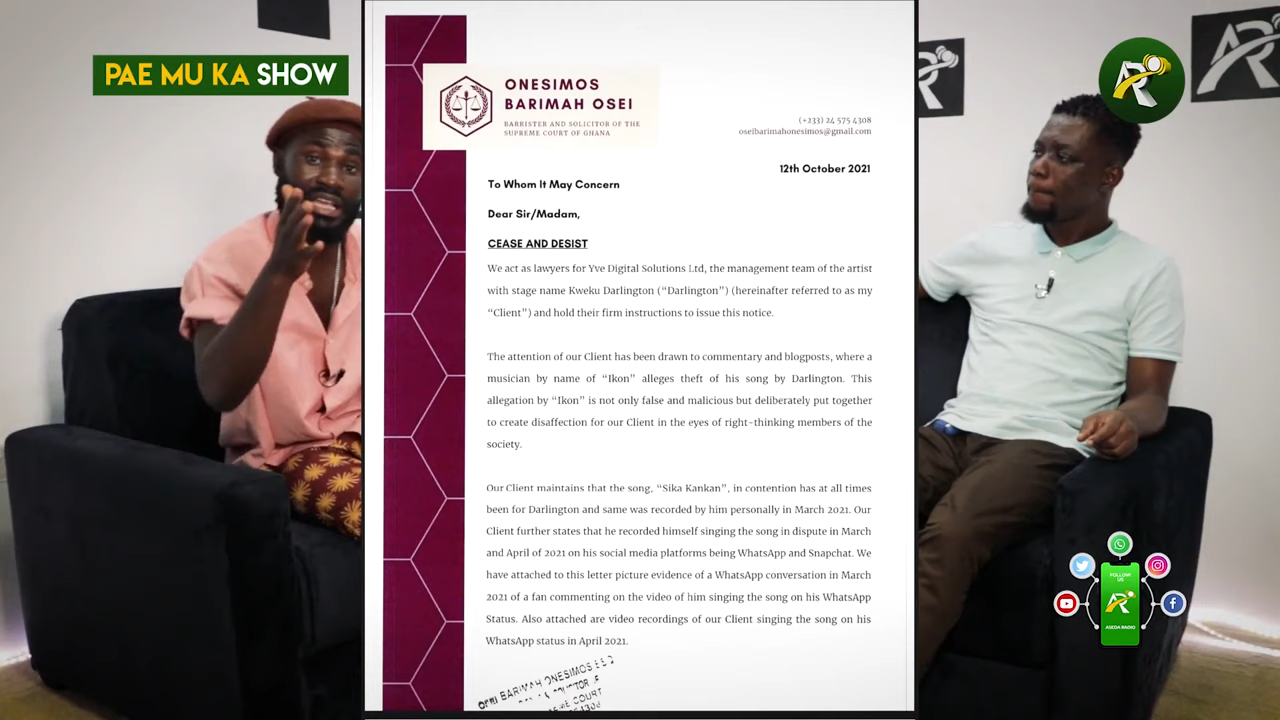 PAE MU KA SHOW
AR
ONESIMOS
BARIMAH OSEI
BARRISTER AND SOLICITOR OF THE
SUPREME COURT OF GHANA
(+233) 24 575 4308
oseibarimahonesimos@gmail.com
12th October 2021
To Whom It May Concern
Dear Sir/Madam,
CEASE AND DESIST
We act as lawyers for Yve Digital Solutions Ltd, the management team of the artist
with stage name Kweku Darlington (“Darlington”) (hereinafter referred to as my
“Client”) and hold their firm instructions to issue this notice.
The attention of our Client has been drawn to commentary and blogposts, where a
musician by name of “Ikon” alleges theft of his song by Darlington. This
allegation by “Ikon” is not only false and malicious but deliberately put together
to create disaffection for our Client in the eyes of right-thinking members of the
society.
Our Client maintains that the song, “Sika Kankan”, in contention has at all times
been for Darlington and same was recorded by him personally in March 2021. Our
Client further states that he recorded himself singing the song in dispute in March
and April of 2021 on his social media platforms being WhatsApp and Snapchat. We
have attached to this letter picture evidence of a WhatsApp conversation in March
2021 of a fan commenting on the video of him singing the song on his WhatsApp
Status. Also attached are video recordings of our Client singing the song on his
WhatsApp status in April 2021.
BARIMAH ONESIMOS
COURT
FOLLOW
US
AR
ASEDA RADIO